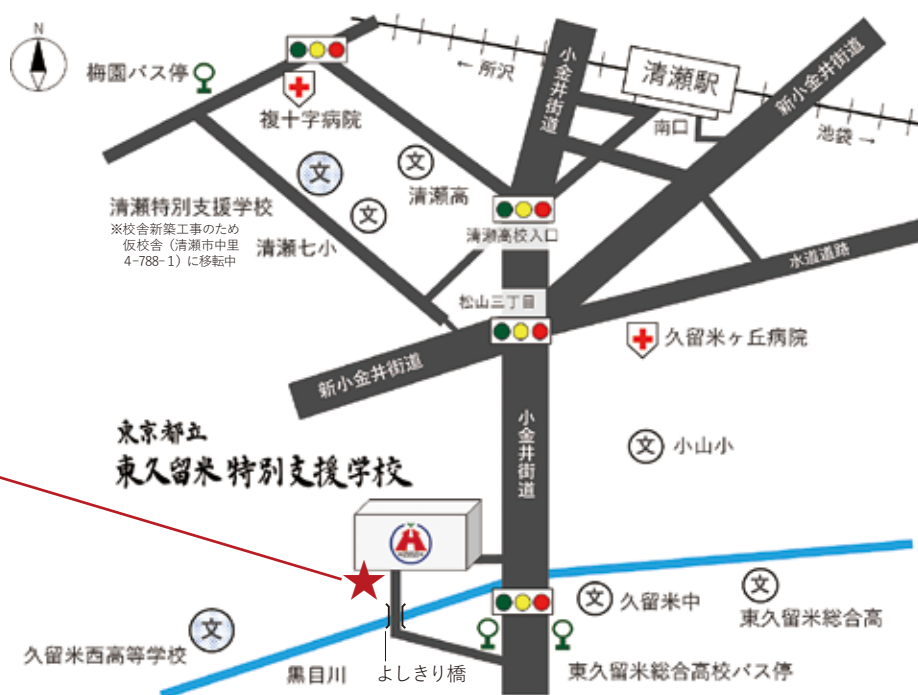 N
梅園バス停
← 所沢
小金井街道
清瀬駅
新小金井街道
南口
池袋 →
複十字病院
文
文
清瀬高
清瀬特別支援学校
文
※校舎新築工事のため
仮校舎（清瀬市中里
4-788-1）に移転中
清瀬七小
清瀬高校入口
水道道路
松山三丁目
久留米ヶ丘病院
新小金井街道
小金井街道
東京都立
東久留米特別支援学校
文
小山小
文
久留米中
文
東久留米総合高
文
久留米西高等学校
黒目川
よしきり橋
東久留米総合高校バス停